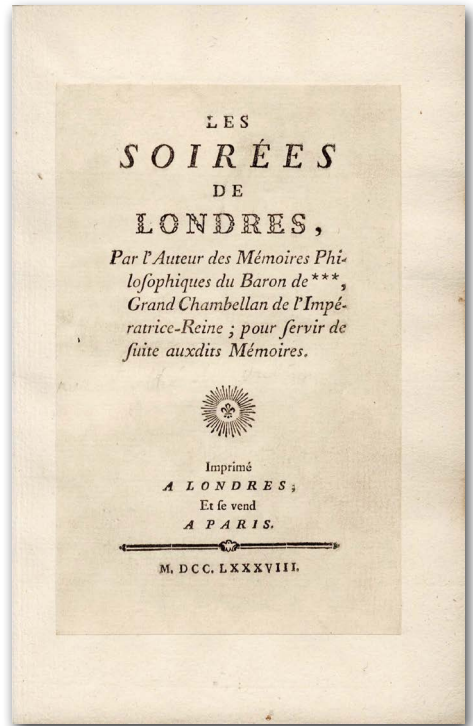 LES
SOIRÉES
DE
LONDRES,
Par l'Auteur des Mémoires Phi-
loſophiques du Baron de ***,
Grand Chambellan de l'Impé-
ratrice-Reine ; pour ſervir de
ſuite auxdits Mémoires.
Imprimé
A LONDRES;
Et ſe vend
A PARIS.
M. DCC. LXXXVIII.